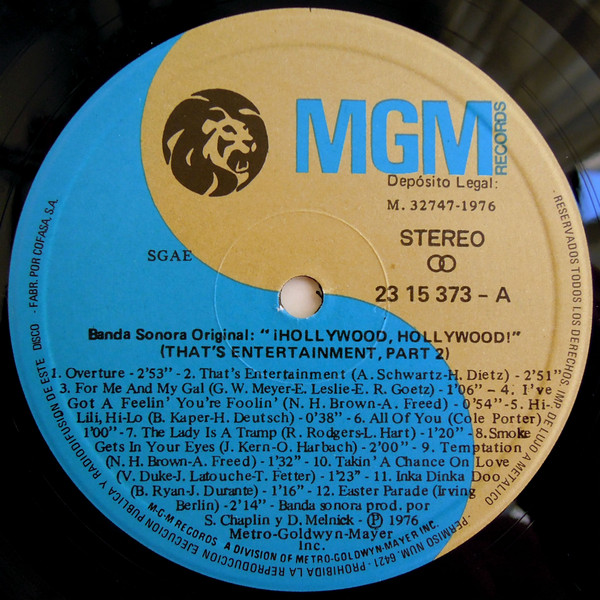 MGM
RECORDS
Depósito Legal:
M. 32747-1976
SGAE
STEREO
23 15 373 - A
Banda Sonora Original: "¡HOLLYWOOD, HOLLYWOOD!"
(THAT'S ENTERTAINMENT, PART 2)
1. Overture - 2'53" - 2. That's Entertainment (A. Schwartz-H. Dietz) - 2'51"
3. For Me And My Gal (G. W. Meyer-E. Leslie-E. R. Goetz) - 1'06" - 4. I've
Got A Feelin' You're Foolin' (N. H. Brown-A. Freed) - 0'54" -5. Hi-
Lili, Hi-Lo (B. Kaper-H. Deutsch) - 0'38" - 6. All Of You (Cole Porter)
1'00" -7. The Lady Is A Tramp (R. Rodgers-L. Hart) - 1'20" - 8. Smoke
Gets In Your Eyes (J. Kern-O. Harbach) - 2'00" - 9. Temptation
(N. H. Brown-A. Freed) - 1'32" - 10. Takin' A Chance On Love
(V. Duke-J. Latouche-T. Fetter) - 1'23" - 11. Inka Dinka Doo
(B. Ryan-J. Durante) - 1'16" - 12. Easter Parade (Irving
Berlin) - 2'14" - Banda sonora prod. por
S. Chaplin y D. Melnick - Ⓟ 1976
Metro-Goldwyn-Mayer
Inc.
M-G-M RECORDS A DIVISION OF METRO-GOLDWYN-MAYER INC.
- RESERVADOS TODOS LOS DERECHOS. IMP. DE LUJO A METALICO
- PERMISO NUM. 6421 - PROHIBIDA LA REPRODUCCION EJECUCION PUBLICA Y RADIODIFUSION DE ESTE DISCO - FABR. POR COFASA, S.A.